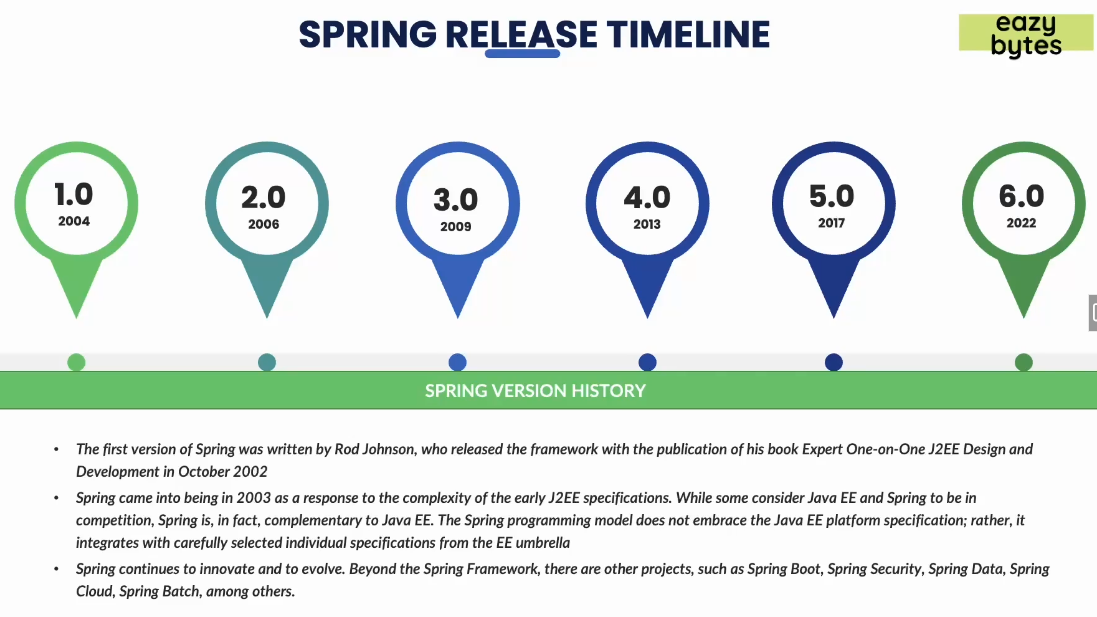 SPRING RELEASE TIMELINE
eazy
bytes
1.0
2004
2.0
2006
3.0
2009
4.0
2013
5.0
2017
6.0
2022
SPRING VERSION HISTORY
• The first version of Spring was written by Rod Johnson, who released the framework with the publication of his book Expert One-on-One J2EE Design and
Development in October 2002
• Spring came into being in 2003 as a response to the complexity of the early J2EE specifications. While some consider Java EE and Spring to be in
competition, Spring is, in fact, complementary to Java EE. The Spring programming model does not embrace the Java EE platform specification; rather, it
integrates with carefully selected individual specifications from the EE umbrella
• Spring continues to innovate and to evolve. Beyond the Spring Framework, there are other projects, such as Spring Boot, Spring Security, Spring Data, Spring
Cloud, Spring Batch, among others.